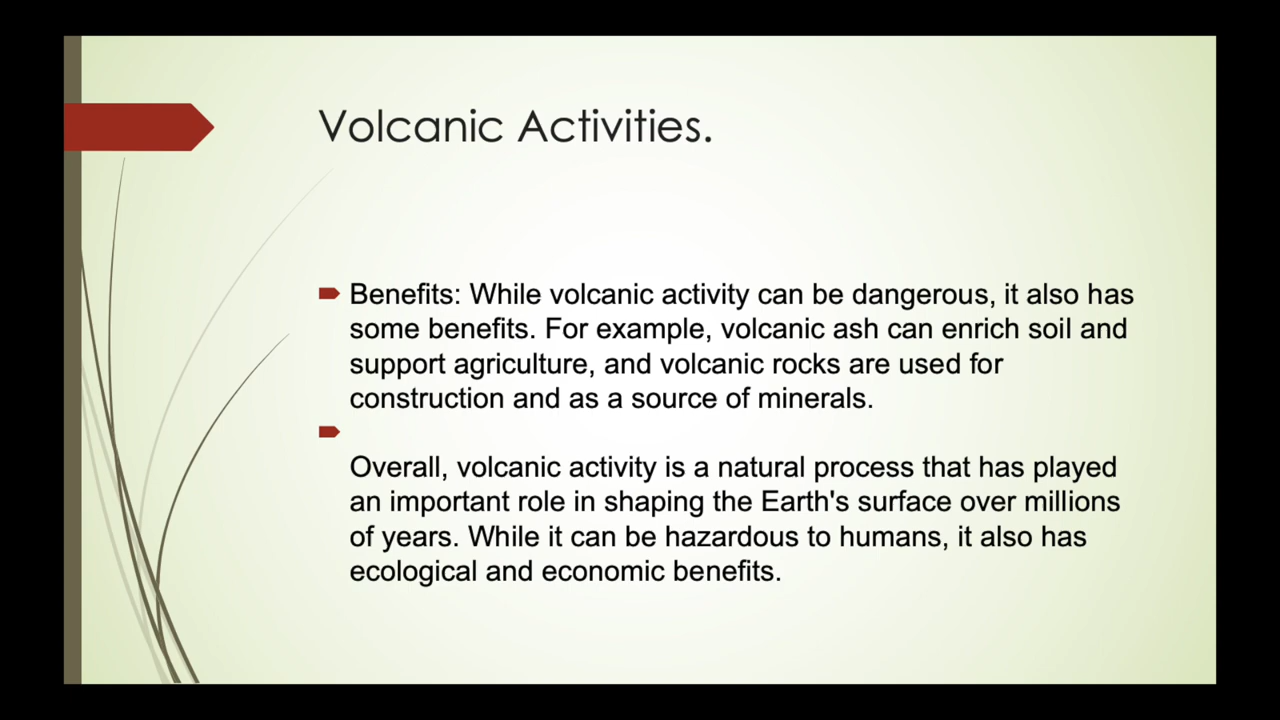 Volcanic Activities.
Benefits: While volcanic activity can be dangerous, it also has
some benefits. For example, volcanic ash can enrich soil and
support agriculture, and volcanic rocks are used for
construction and as a source of minerals.
Overall, volcanic activity is a natural process that has played
an important role in shaping the Earth's surface over millions
of years. While it can be hazardous to humans, it also has
ecological and economic benefits.